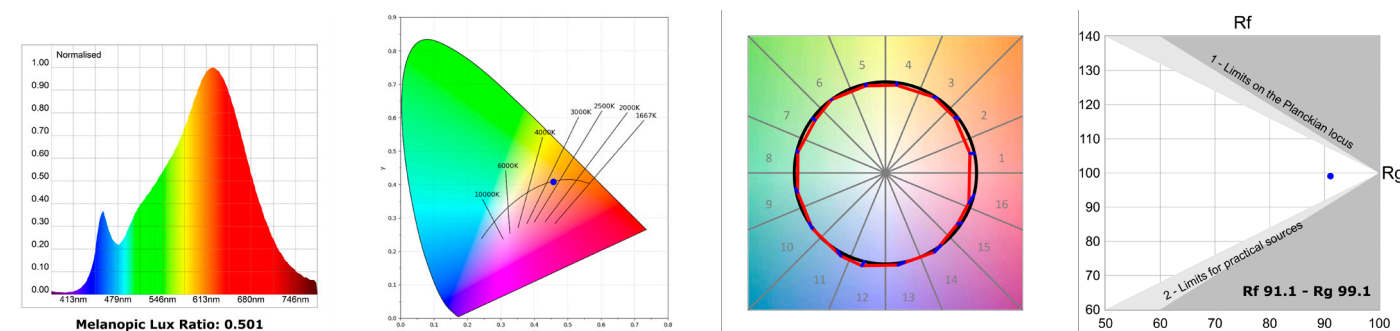 Normalised
1.00
0.90
0.80
0.70
0.60
0.50
0.40
0.30
0.20
0.10
0.00
413nm 479nm 546nm 613nm 680nm 746nm
Melanopic Lux Ratio: 0.501
0.9
0.8
0.7
0.6
0.5
0.4
0.3
0.2
0.1
0.0
y
0.0 0.1 0.2 0.3 0.4 0.5 0.6 0.7 0.8
10000K
6000K
4000K
3000K
2500K
2000K
1667K
1
2
3
4
5
6
7
8
9
10
11
12
13
14
15
16
Rf
140
130
120
110
100
90
80
70
60
1 - Limits on the Planckian locus
Rg
2 - Limits for practical sources
Rf 91.1 - Rg 99.1
50 60 70 80 90 100